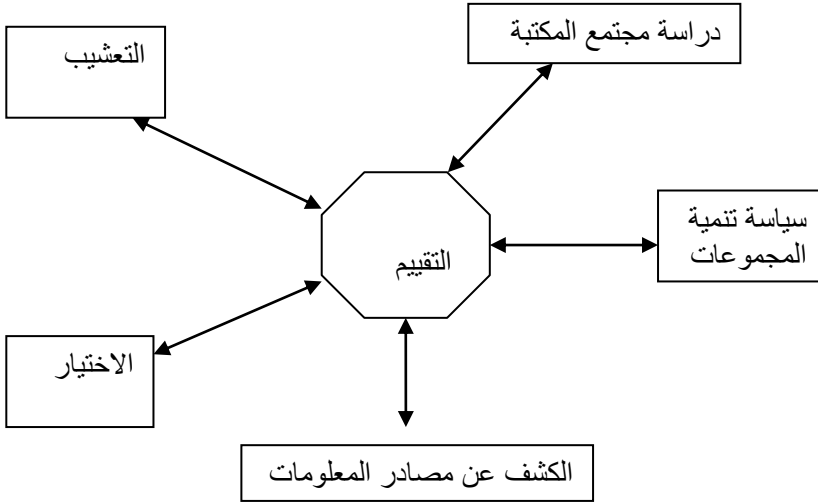 دراسة مجتمع المكتبة
التعشيب
سياسة تنمية
المجموعات
التقييم
الاختيار
الكشف عن مصادر المعلومات